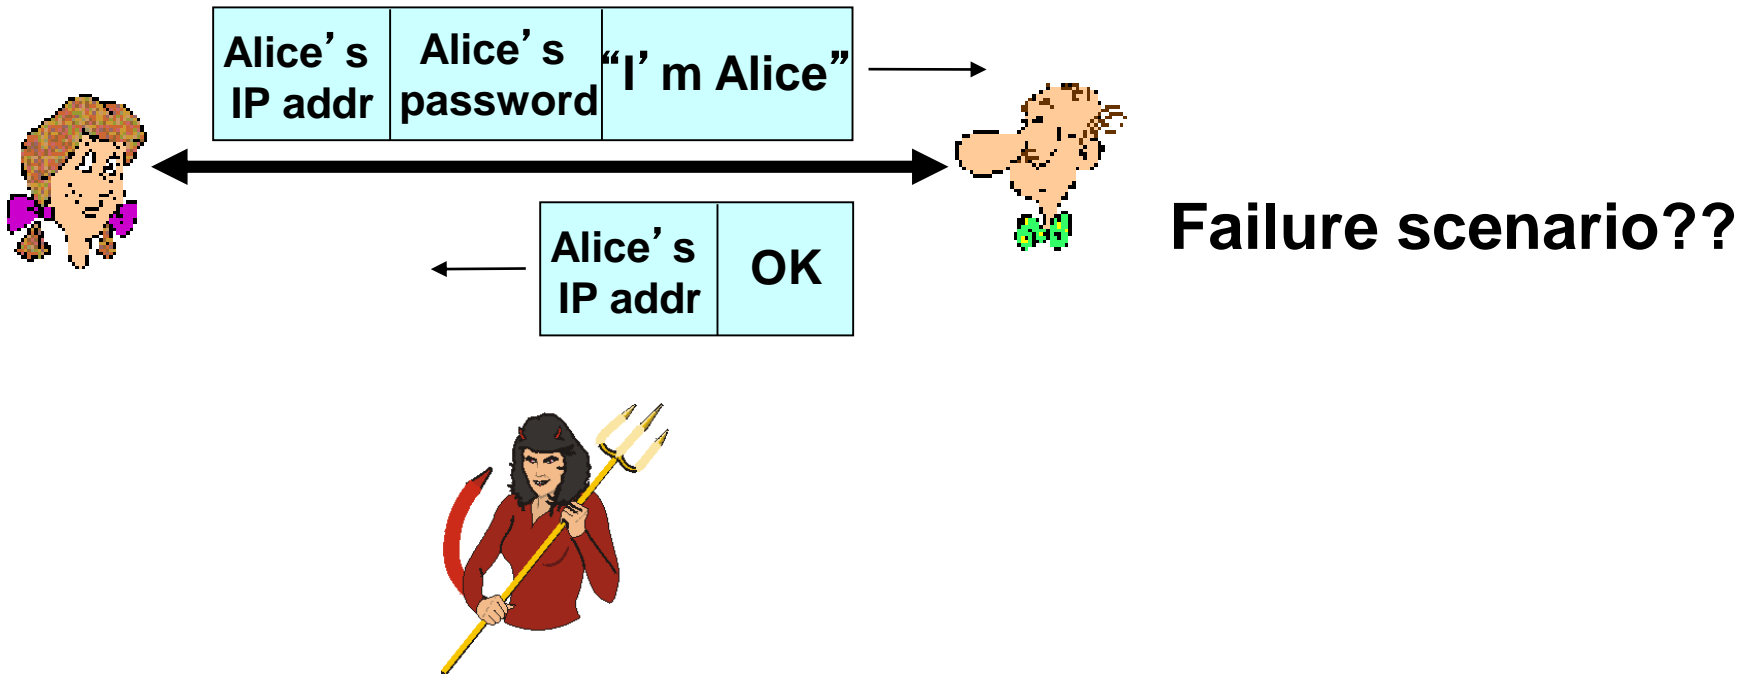 Alice’s
IP addr
Alice’s
password
“I’m Alice”
Alice’s
IP addr
OK
Failure scenario??